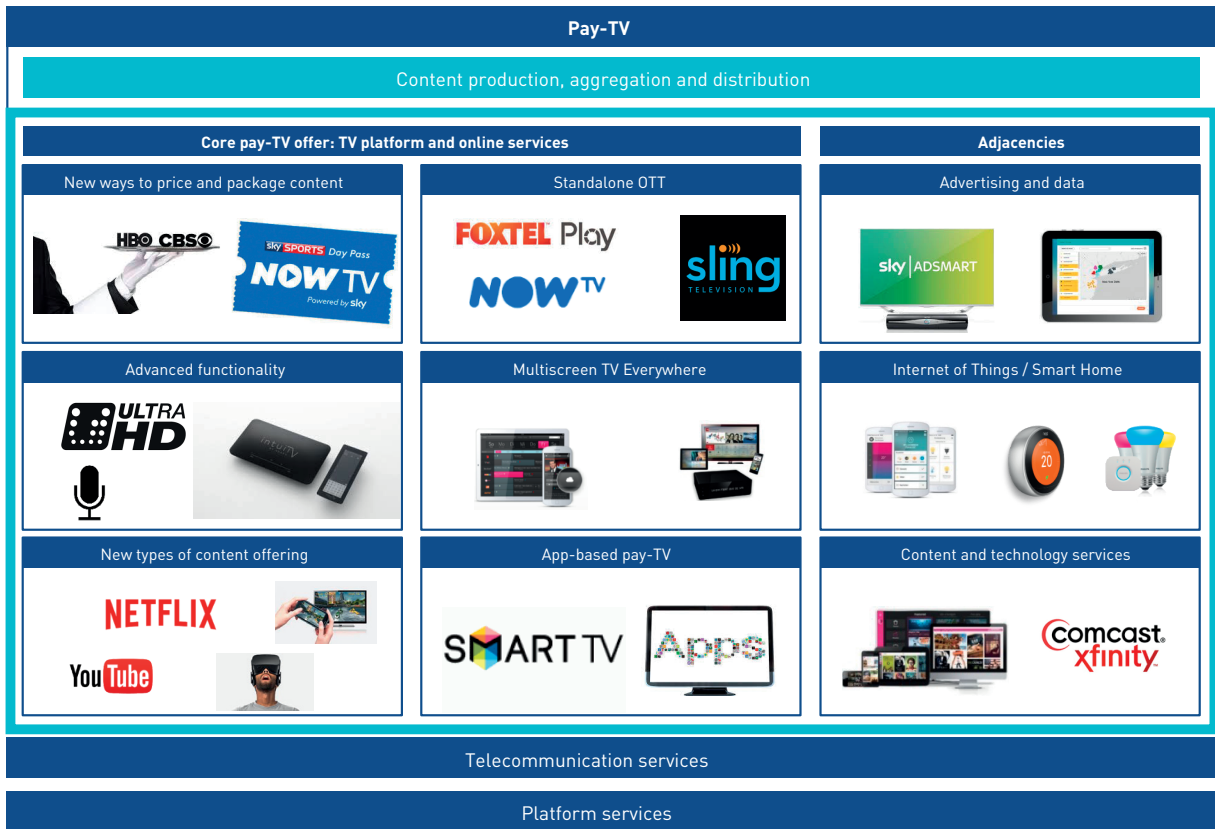 Pay-TV
Content production, aggregation and distribution
Core pay-TV offer: TV platform and online services
Adjacencies
New ways to price and package content
HBO CBS
sky SPORTS Day Pass
NOW TV
Powered by sky
Standalone OTT
FOXTEL Play
NOW TV
sling
TELEVISION
Advertising and data
sky ADSMART
Advanced functionality
ULTRA
HD
intuiTV
Multiscreen TV Everywhere
Internet of Things / Smart Home
20
New types of content offering
NETFLIX
YouTube
App-based pay-TV
SMART TV
Apps
Content and technology services
comcast®
xfinity
Telecommunication services
Platform services